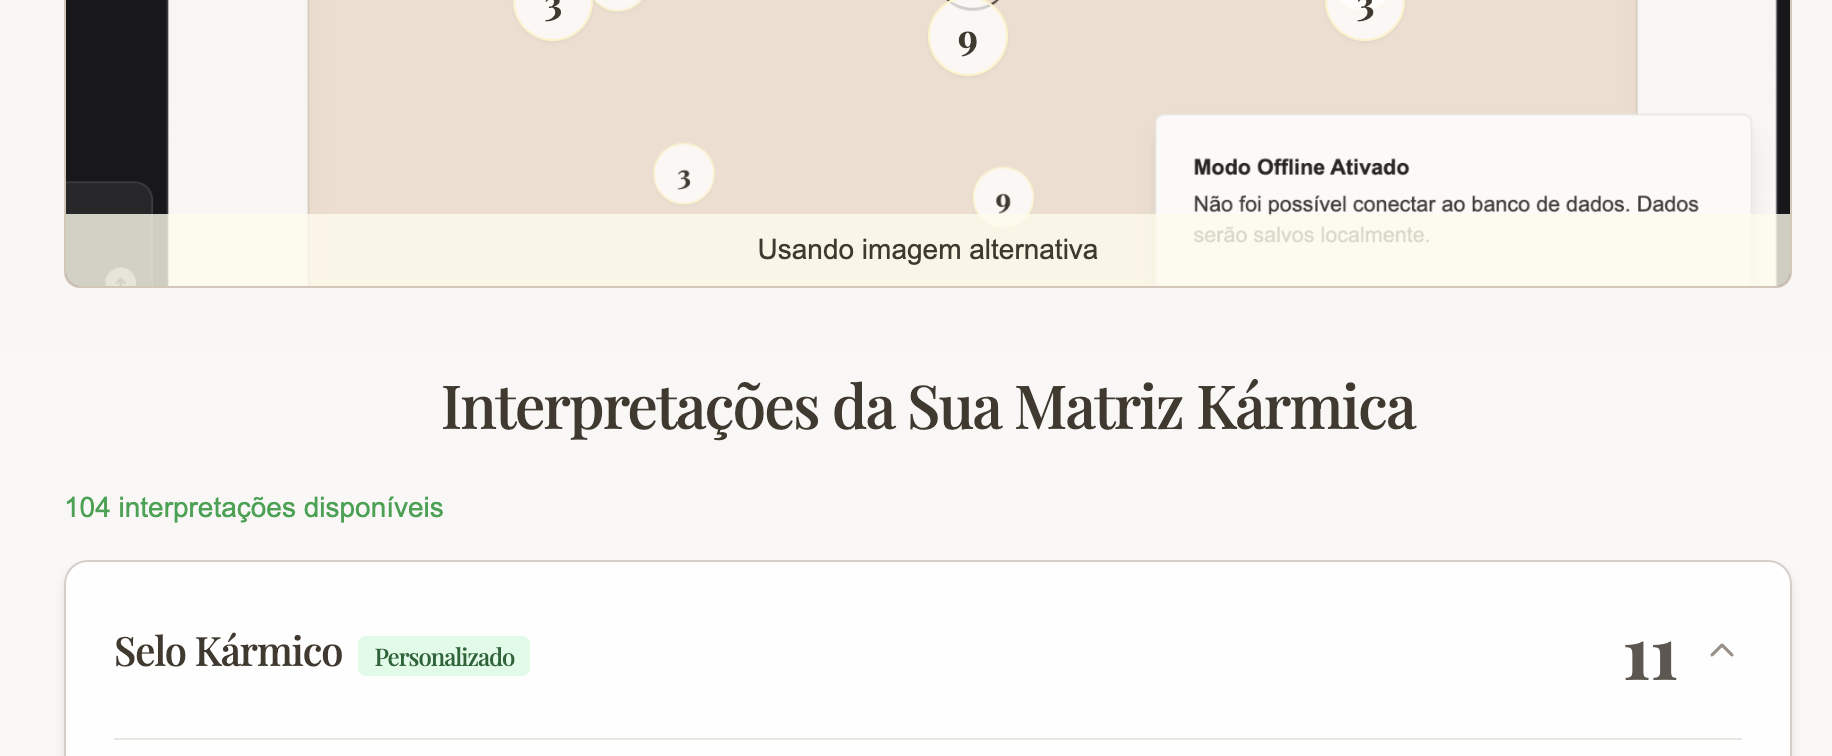 3
9
3
3
9
Modo Offline Ativado
Não foi possível conectar ao banco de dados. Dados
serão salvos localmente.
Usando imagem alternativa
Interpretações da Sua Matriz Kármica
104 interpretações disponíveis
Selo Kármico Personalizado 11